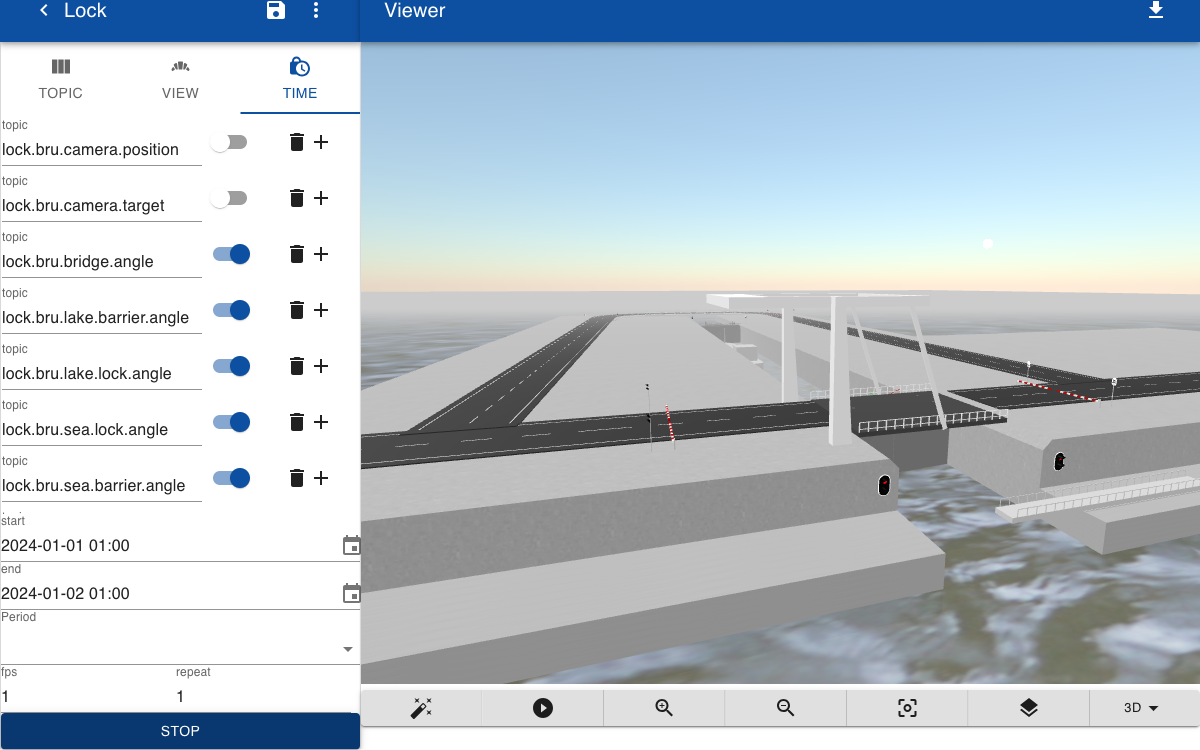 Lock
Viewer
TOPIC
VIEW
TIME
topic
lock.bru.camera.position
topic
lock.bru.camera.target
topic
lock.bru.bridge.angle
topic
lock.bru.lake.barrier.angle
topic
lock.bru.lake.lock.angle
topic
lock.bru.sea.lock.angle
topic
lock.bru.sea.barrier.angle
start
2024-01-01 01:00
end
2024-01-02 01:00
Period
fps
repeat
1
1
STOP
3D